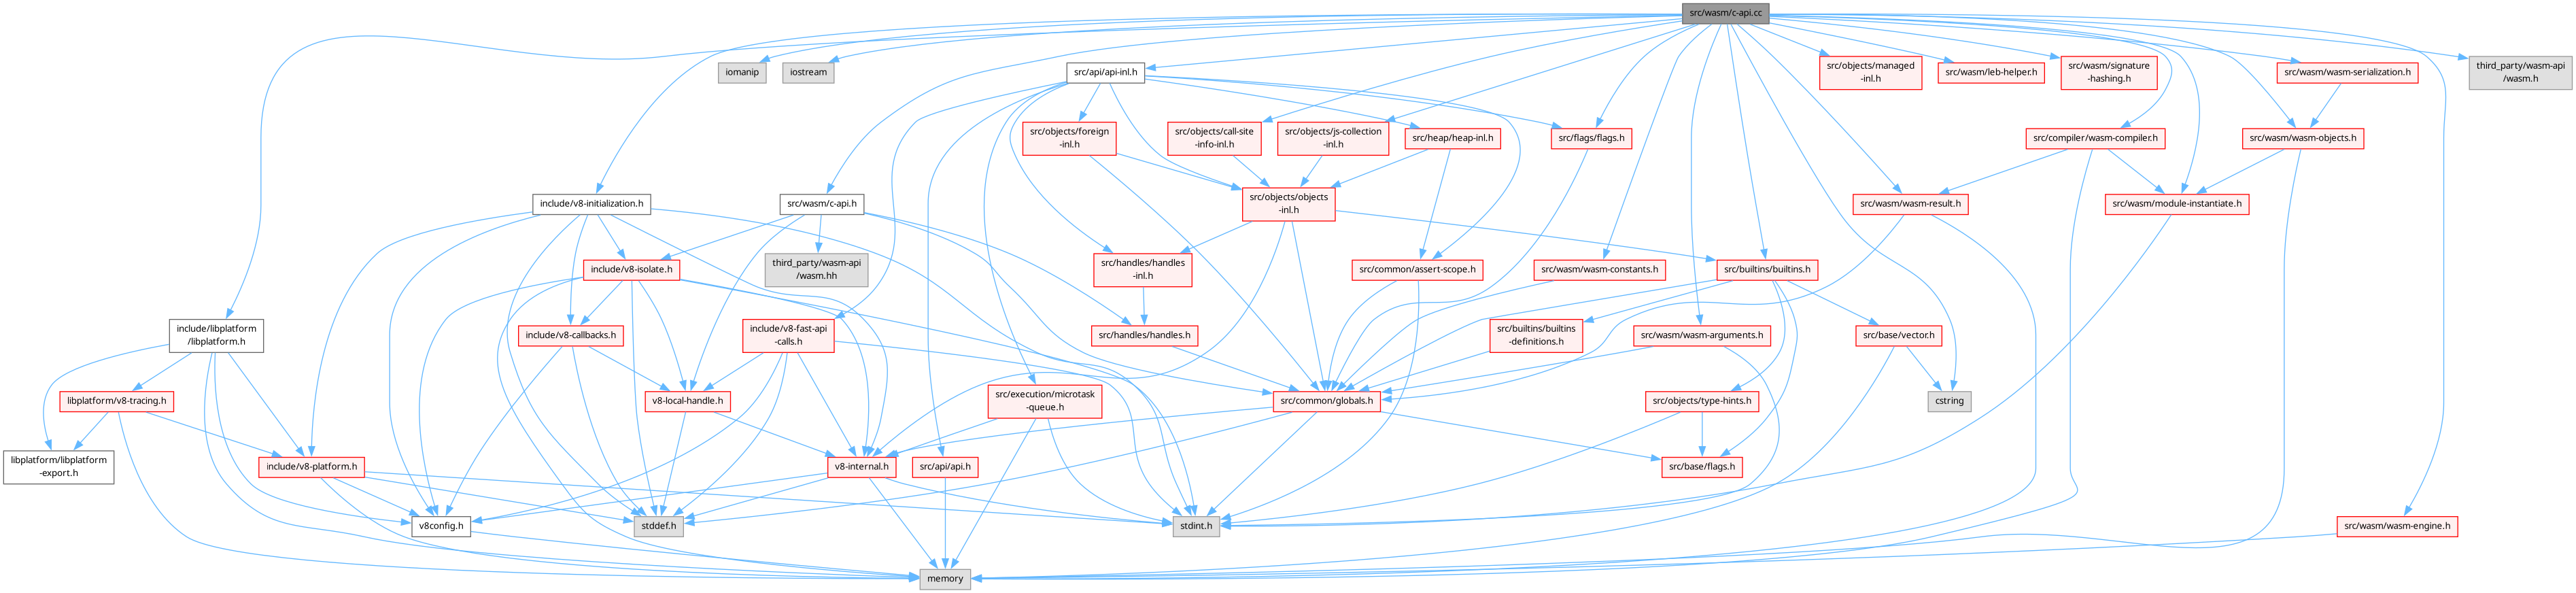 src/wasm/c-api.cc
iomanip
iostream
src/api/api-inl.h
src/objects/managed
-inl.h
src/wasm/leb-helper.h
src/wasm/signature
-hashing.h
src/wasm/wasm-serialization.h
third_party/wasm-api
/wasm.h
src/objects/foreign
-inl.h
src/objects/call-site
-info-inl.h
src/objects/js-collection
-inl.h
src/heap/heap-inl.h
src/flags/flags.h
src/compiler/wasm-compiler.h
src/wasm/wasm-objects.h
include/v8-initialization.h
src/wasm/c-api.h
src/objects/objects
-inl.h
src/wasm/wasm-result.h
src/wasm/module-instantiate.h
include/v8-isolate.h
third_party/wasm-api
/wasm.hh
src/handles/handles
-inl.h
src/common/assert-scope.h
src/wasm/wasm-constants.h
src/builtins/builtins.h
include/libplatform
/libplatform.h
include/v8-callbacks.h
include/v8-fast-api
-calls.h
src/handles/handles.h
src/builtins/builtins
-definitions.h
src/wasm/wasm-arguments.h
src/base/vector.h
libplatform/v8-tracing.h
v8-local-handle.h
src/execution/microtask
-queue.h
src/common/globals.h
src/objects/type-hints.h
cstring
libplatform/libplatform
-export.h
include/v8-platform.h
v8-internal.h
src/api/api.h
src/base/flags.h
v8config.h
stddef.h
stdint.h
src/wasm/wasm-engine.h
memory